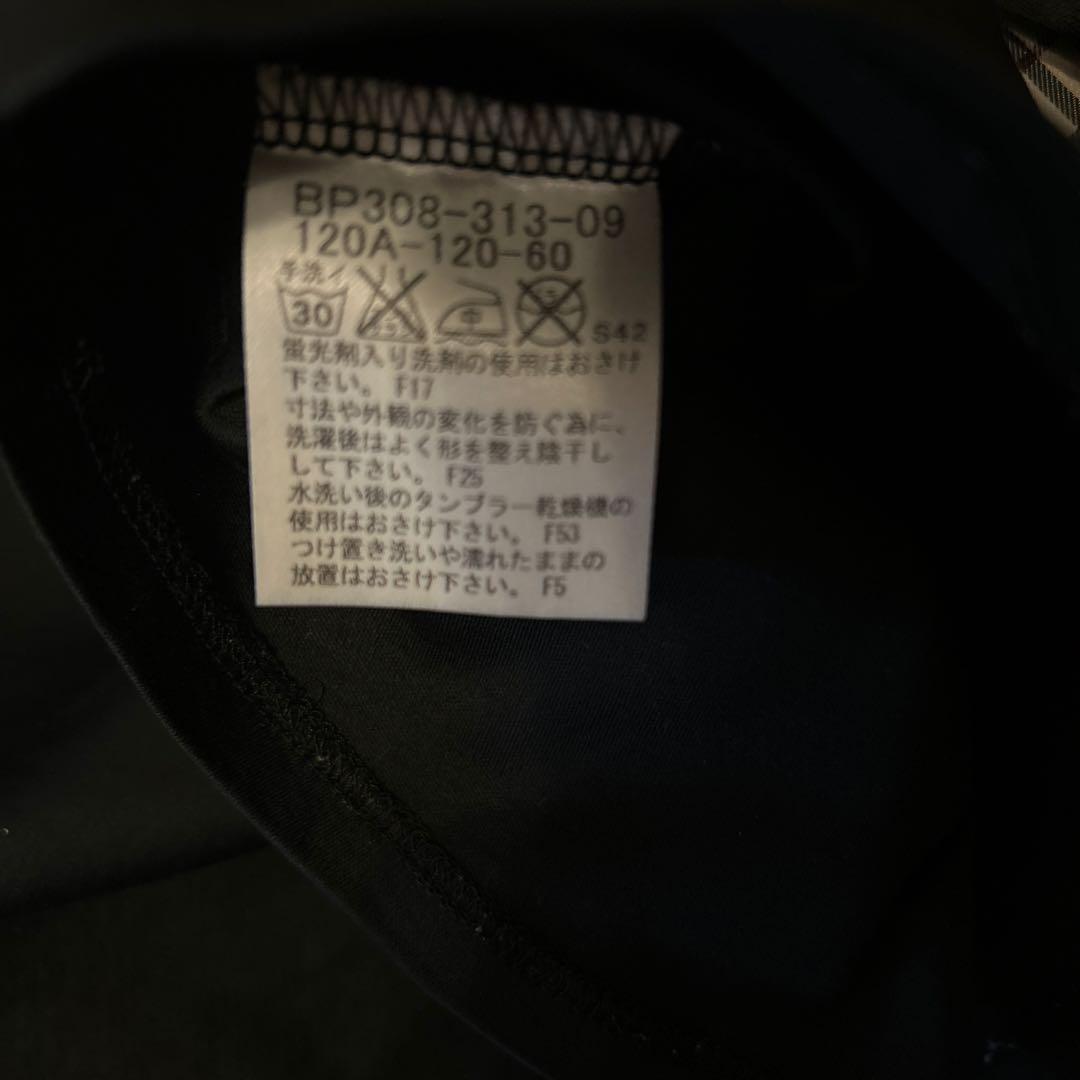 BP308-313-09
120A-120-60
手洗イ
30 中 S42
蛍光剤入り洗剤の使用はおさけ
下さい。 F17
寸法や外観の変化を防ぐ為に、
洗濯後はよく形を整え陰干し
して下さい。 F25
水洗い後のタンブラー乾燥機の
使用はおさけ下さい。 F53
つけ置き洗いや濡れたままの
放置はおさけ下さい。 F5